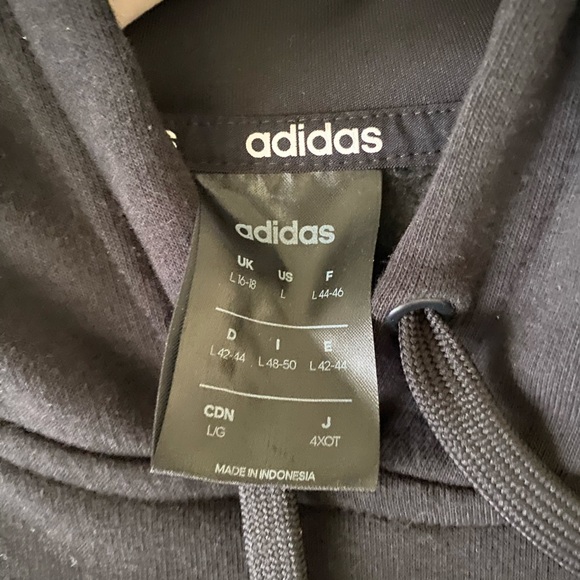 s adidas
adidas
UK US F
L 16-18 L L 44-46
D I E
L 42-44 L 48-50 L 42-44
CDN J
L/G 4XOT
MADE IN INDONESIA